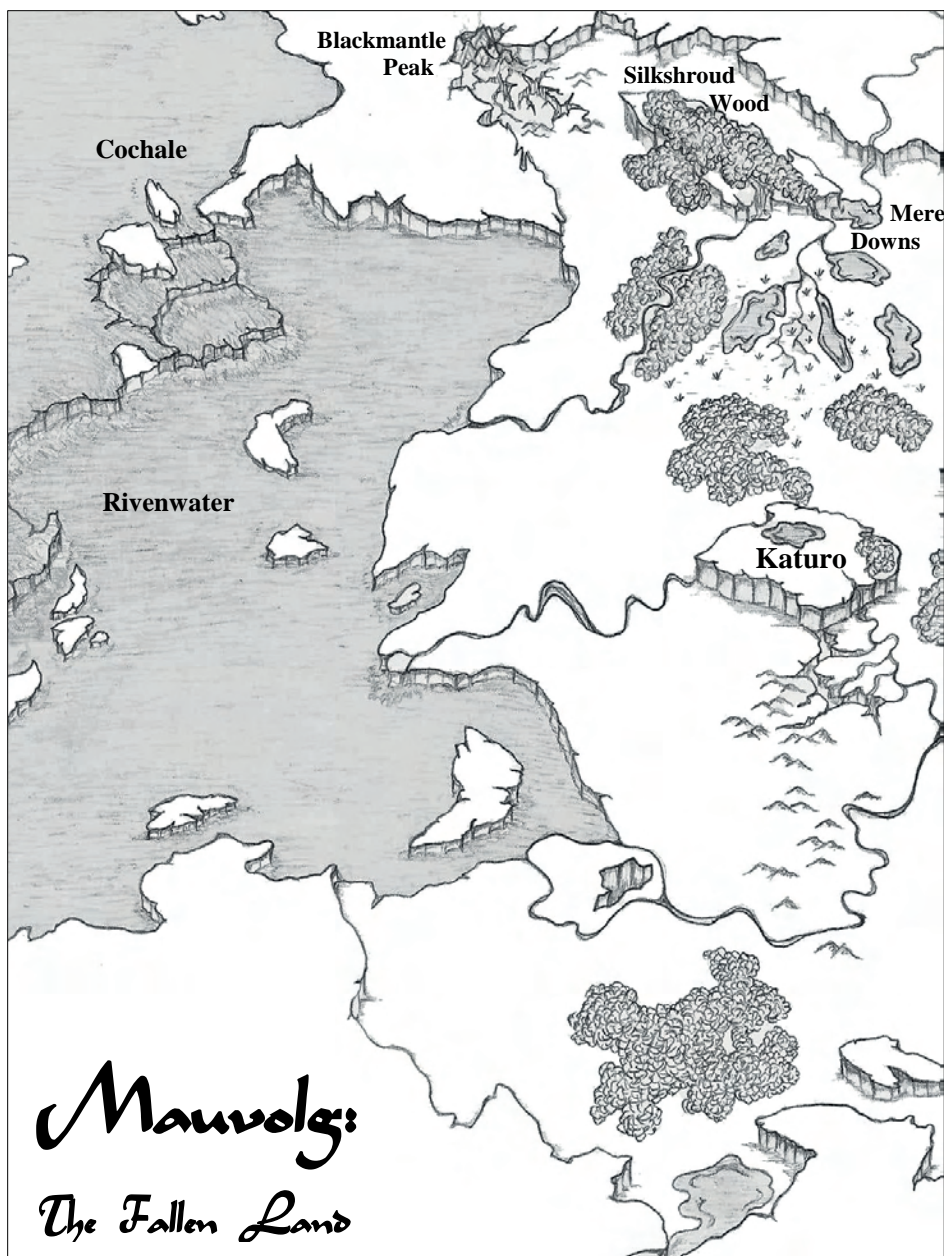 Blackmantle
Peak
Silkshroud
Wood
Cochale
Mere
Downs
Rivenwater
Katuro
Mauvolg:
The Fallen Land